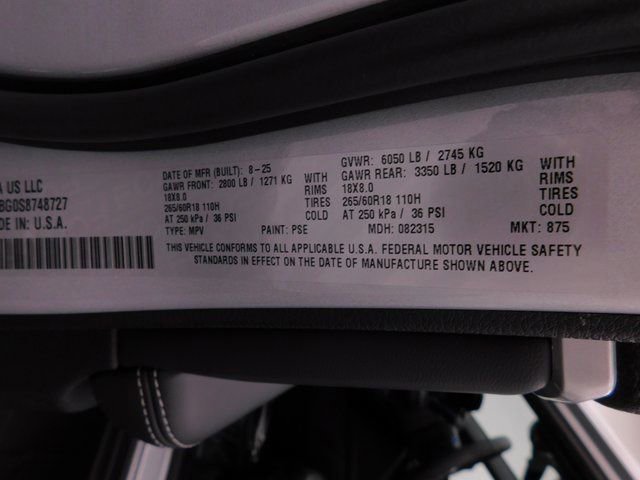 A US LLC
BG0S8748727
DE IN: U.S.A.
DATE OF MFR (BUILT): 8-25
GAWR FRONT: 2800 LB / 1271 KG WITH
18X8.0 RIMS
265/60R18 110H TIRES
AT 250 kPa / 36 PSI COLD
TYPE: MPV PAINT: PSE
GVWR: 6050 LB / 2745 KG
GAWR REAR: 3350 LB / 1520 KG WITH
18X8.0 RIMS
265/60R18 110H TIRES
AT 250 kPa / 36 PSI COLD
MDH: 082315 MKT: 875
THIS VEHICLE CONFORMS TO ALL APPLICABLE U.S.A. FEDERAL MOTOR VEHICLE SAFETY
STANDARDS IN EFFECT ON THE DATE OF MANUFACTURE SHOWN ABOVE.